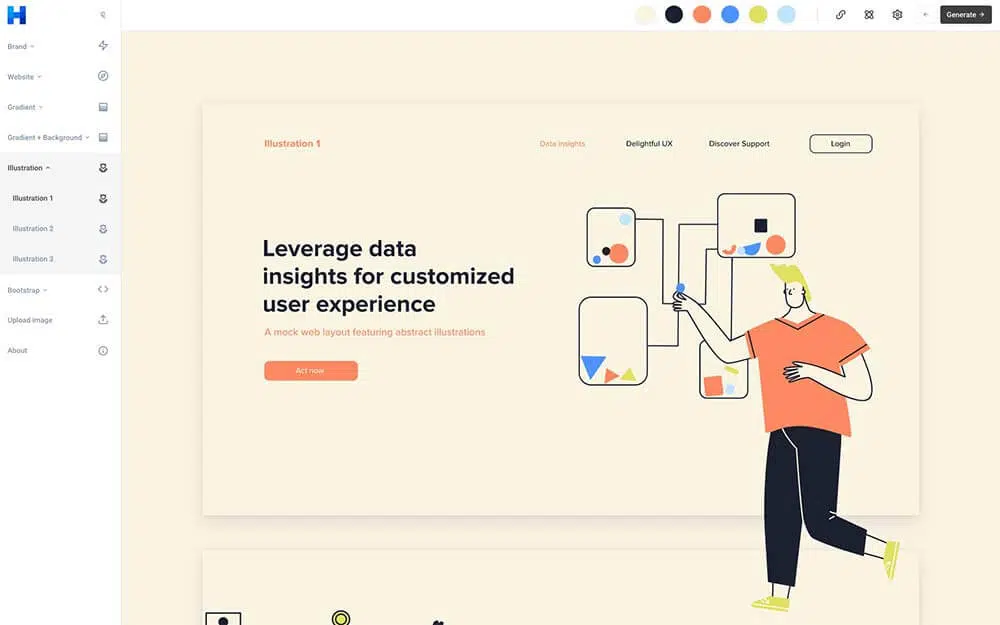 H
Generate →
Brand
Website
Gradient
Gradient + Background
Illustration
Illustration 1
Illustration 2
Illustration 3
Bootstrap
Upload image
About
Illustration 1
Data insights
Delightful UX
Discover Support
Login
Leverage data
insights for customized
user experience
A mock web layout featuring abstract illustrations
Act now